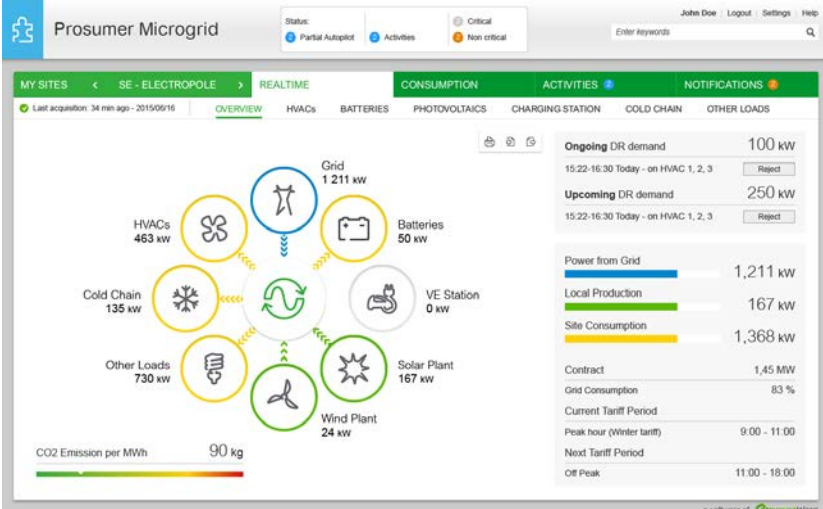 Prosumer Microgrid
Status:
2 Partial Autopilot
2 Activities
Critical
2 Non critical
John Doe Logout Settings Help
Enter keywords
MY SITES < SE - ELECTROPOLE > REALTIME CONSUMPTION ACTIVITIES 2 NOTIFICATIONS
Last acquisition: 34 min ago - 2015/06/16 OVERVIEW HVACs BATTERIES PHOTOVOLTAICS CHARGING STATION COLD CHAIN OTHER LOADS
Grid
1 211 kW
HVACs
463 kW
Batteries
50 kW
Cold Chain
135 kW
VE Station
0 kW
Other Loads
730 kW
Solar Plant
167 kW
Wind Plant
24 kW
CO2 Emission per MWh 90 kg
Ongoing DR demand 100 kW
15:22-16:30 Today - on HVAC 1, 2, 3 Reject
Upcoming DR demand 250 kW
15:22-16:30 Today - on HVAC 1, 2, 3 Reject
Power from Grid
1,211 kW
Local Production
167 kW
Site Consumption
1,368 kW
Contract 1,45 MW
Grid Consumption 83 %
Current Tariff Period
Peak hour (Winter tariff) 9:00 - 11:00
Next Tariff Period
Off Peak 11:00 - 18:00